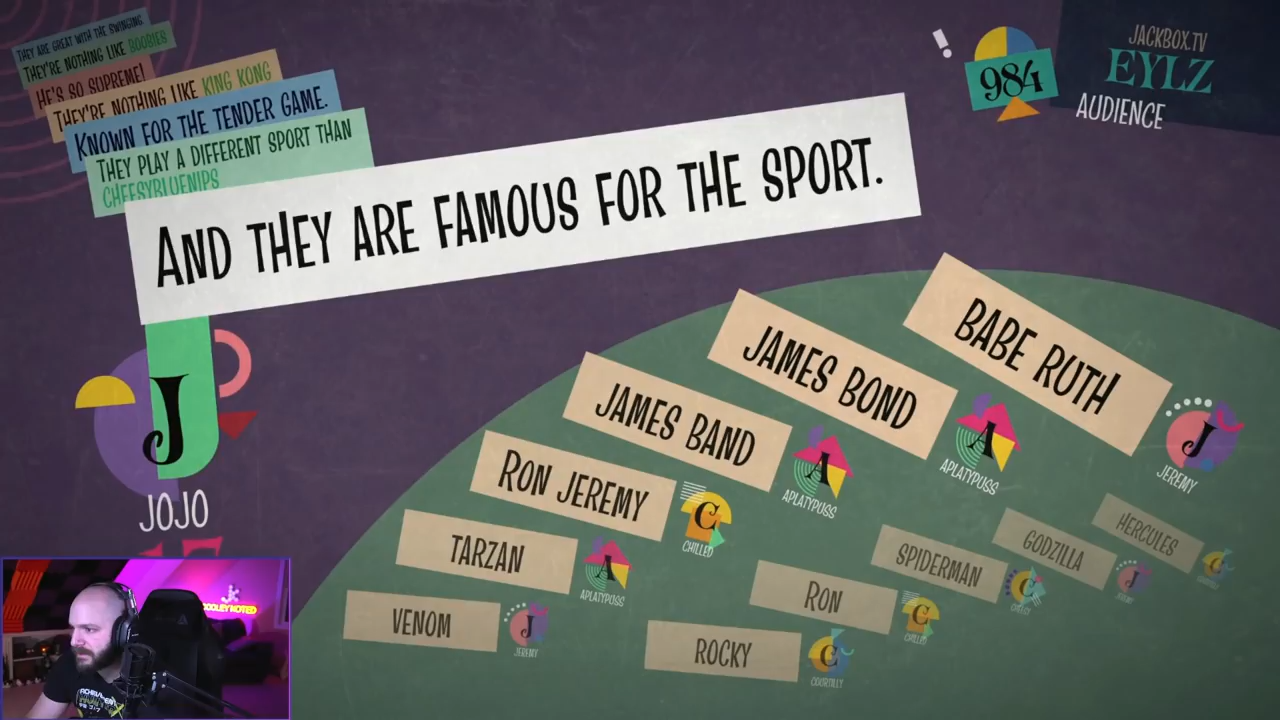 THEY ARE GREAT WITH THE SWINGING.
THEY'RE NOTHING LIKE BOOBIES
HE'S SO SUPREME!
THEY'RE NOTHING LIKE KING KONG
KNOWN FOR THE TENDER GAME.
THEY PLAY A DIFFERENT SPORT THAN
CHEESYBLUENIPS
AND THEY ARE FAMOUS FOR THE SPORT.
!
984
JACKBOX.TV
EYLZ
AUDIENCE
J
JOJO
BABE RUTH
J
JEREMY
JAMES BOND
A
APLATYPUSS
JAMES BAND
A
APLATYPUSS
RON JEREMY
C
CHILLED
TARZAN
A
APLATYPUSS
VENOM
J
JEREMY
HERCULES
C
GODZILLA
J
JEREMY
SPIDERMAN
C
RON
C
CHILLED
ROCKY
C
COURTILLY